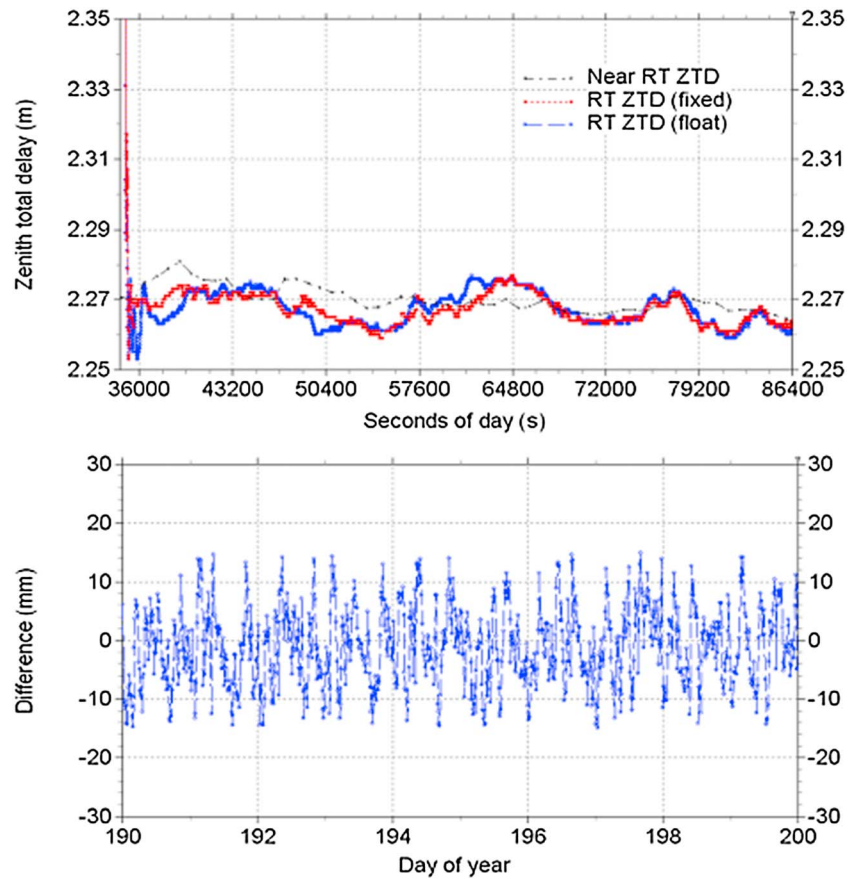 2.35 2.35
Near RT ZTD
2.33 RT ZTD (fixed) 2.33
RT ZTD (float)
Zenith total delay (m)
2.31 2.31
2.29 2.29
2.27 2.27
2.25 2.25
36000 43200 50400 57600 64800 72000 79200 86400
Seconds of day (s)
30 30
20 20
10 10
Difference (mm)
0 0
-10 -10
-20 -20
-30 -30
190 192 194 196 198 200
Day of year